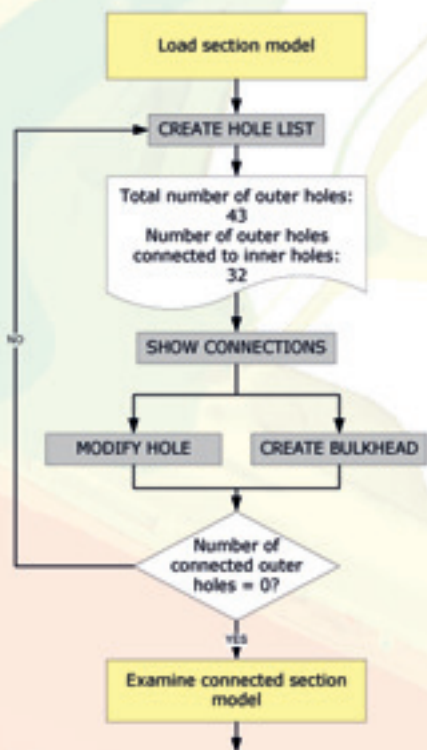 Load section model
CREATE HOLE LIST
Total number of outer holes:
43
Number of outer holes
connected to inner holes:
32
NO
SHOW CONNECTIONS
MODIFY HOLE
CREATE BULKHEAD
Number of
connected outer
holes = 0?
YES
Examine connected section
model